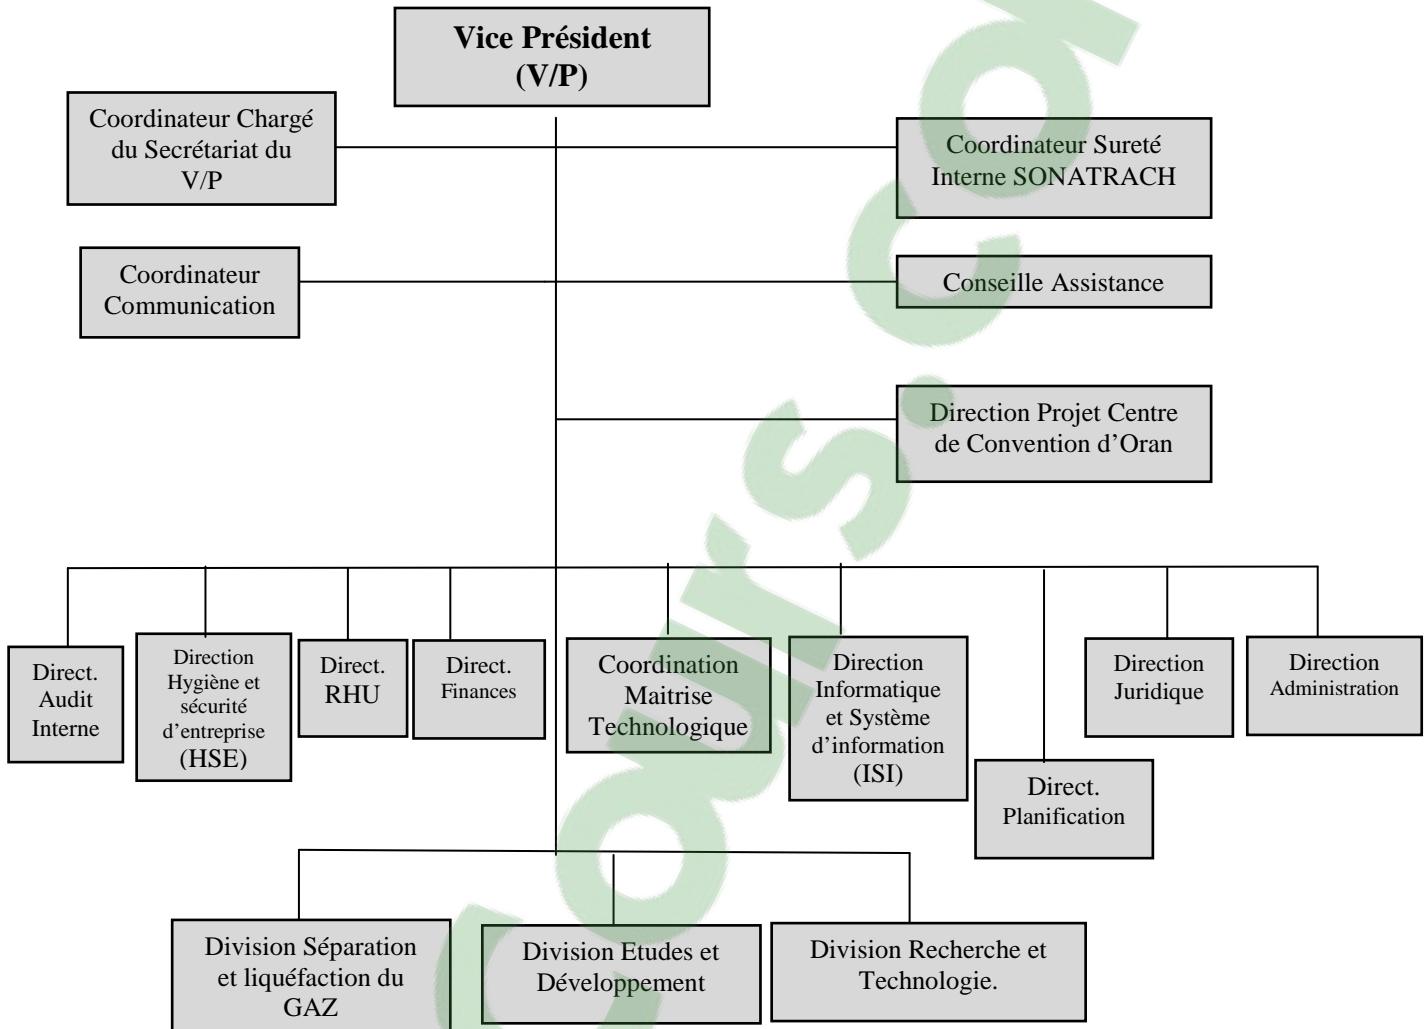 Vice Président
(V/P)
Coordinateur Chargé
du Secrétariat du
V/P
Coordinateur Sureté
Interne SONATRACH
Coordinateur
Communication
Conseille Assistance
Direction Projet Centre
de Convention d’Oran
Direct.
Audit
Interne
Direction
Hygiène et
sécurité
d’entreprise
(HSE)
Direct.
RHU
Direct.
Finances
Coordination
Maitrise
Technologique
Direction
Informatique
et Système
d’information
(ISI)
Direct.
Planification
Direction
Juridique
Direction
Administration
Division Séparation
et liquéfaction du
GAZ
Division Etudes et
Développement
Division Recherche et
Technologie.